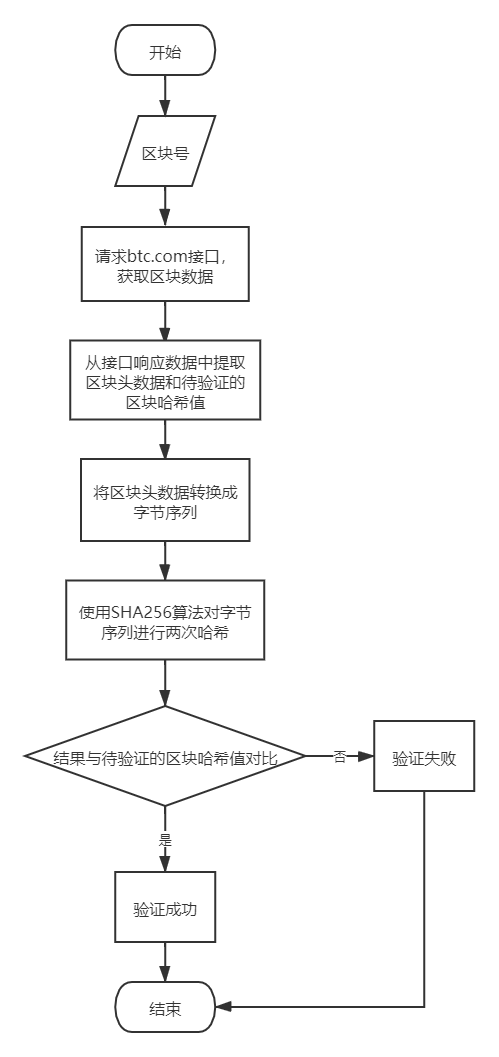 开始
区块号
请求btc.com接口，
获取区块数据
从接口响应数据中提取
区块头数据和待验证的
区块哈希值
将区块头数据转换成
字节序列
使用SHA256算法对字节
序列进行两次哈希
结果与待验证的区块哈希值对比
否
验证失败
是
验证成功
结束